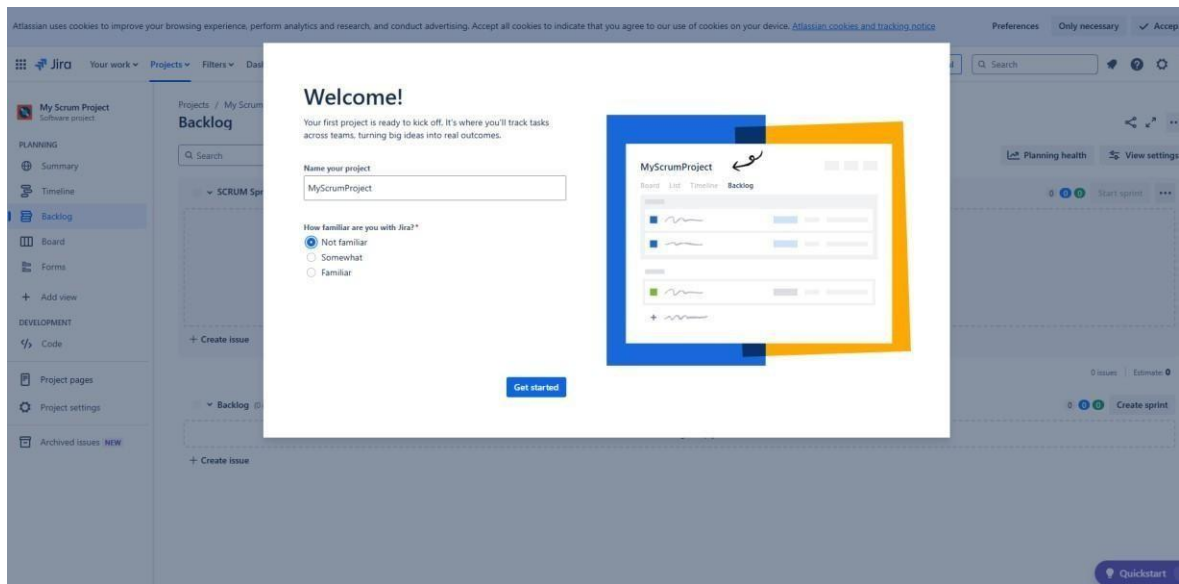 Atlassian uses cookies to improve your browsing experience, perform analytics and research, and conduct advertising. Accept all cookies to indicate that you agree to our use of cookies on your device. Atlassian cookies and tracking notice
Preferences Only necessary Accep
Jira Your work Projects Filters Das
Search
My Scrum Project
Software project
PLANNING
Summary
Timeline
Backlog
Board
Forms
Add view
DEVELOPMENT
Code
Project pages
Project settings
Archived issues NEW
Projects / My Scrum
Backlog
Search
Planning health View settings
SCRUM Spr
0 0 0 Start sprint
+ Create issue
0 issues Estimate: 0
Backlog (0
0 0 0 Create sprint
+ Create issue
Quickstart
Welcome!
Your first project is ready to kick off. It's where you'll track tasks
across teams, turning big ideas into real outcomes.
Name your project
MyScrumProject
How familiar are you with Jira?*
Not familiar
Somewhat
Familiar
Get started
MyScrumProject
Board List Timeline Backlog